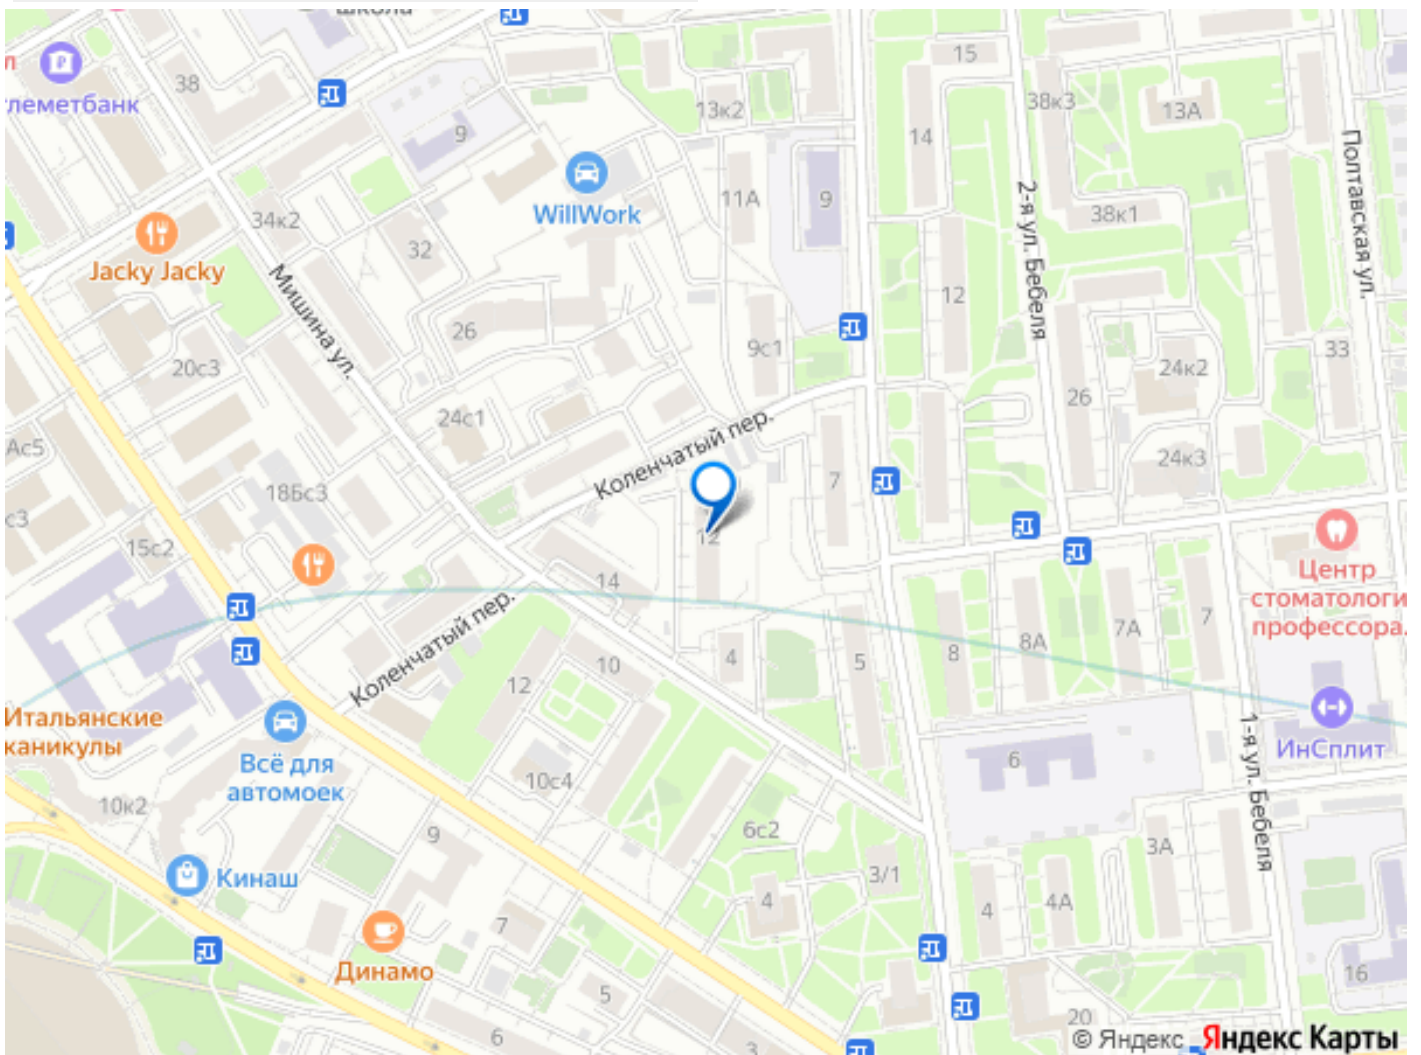 школа
15
38
леметбанк
13к2
38к3
13А
9
14
Полтавская ул.
WillWork
11А
9
2-я ул. Бебеля
38к1
34к2
32
Jacky Jacky
Мишина ул.
12
26
9с1
33
20с3
24к2
26
24с1
Ас5
Коленчатый пер.
24к3
18Бс3
7
с3
12
15с2
14
Центр
стоматологи
профессора.
Коленчатый пер.
7
7А
8А
8
5
4
10
12
Итальянские
каникулы
1-я ул. Бебеля
ИнСплит
Всё для
автомоек
6
10с4
10к2
9
6с2
3А
3/1
Кинаш
4
4
4А
7
Динамо
16
5
20
6
3
© Яндекс Яндекс Карты